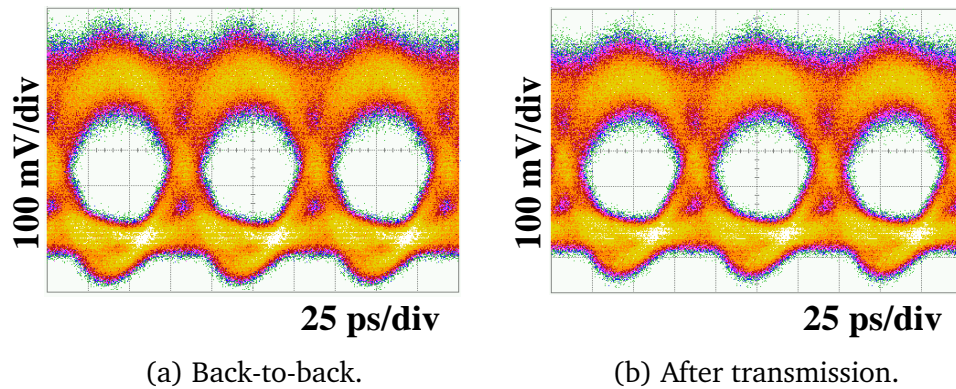 100 mV/div
25 ps/div
(a) Back-to-back.
100 mV/div
25 ps/div
(b) After transmission.